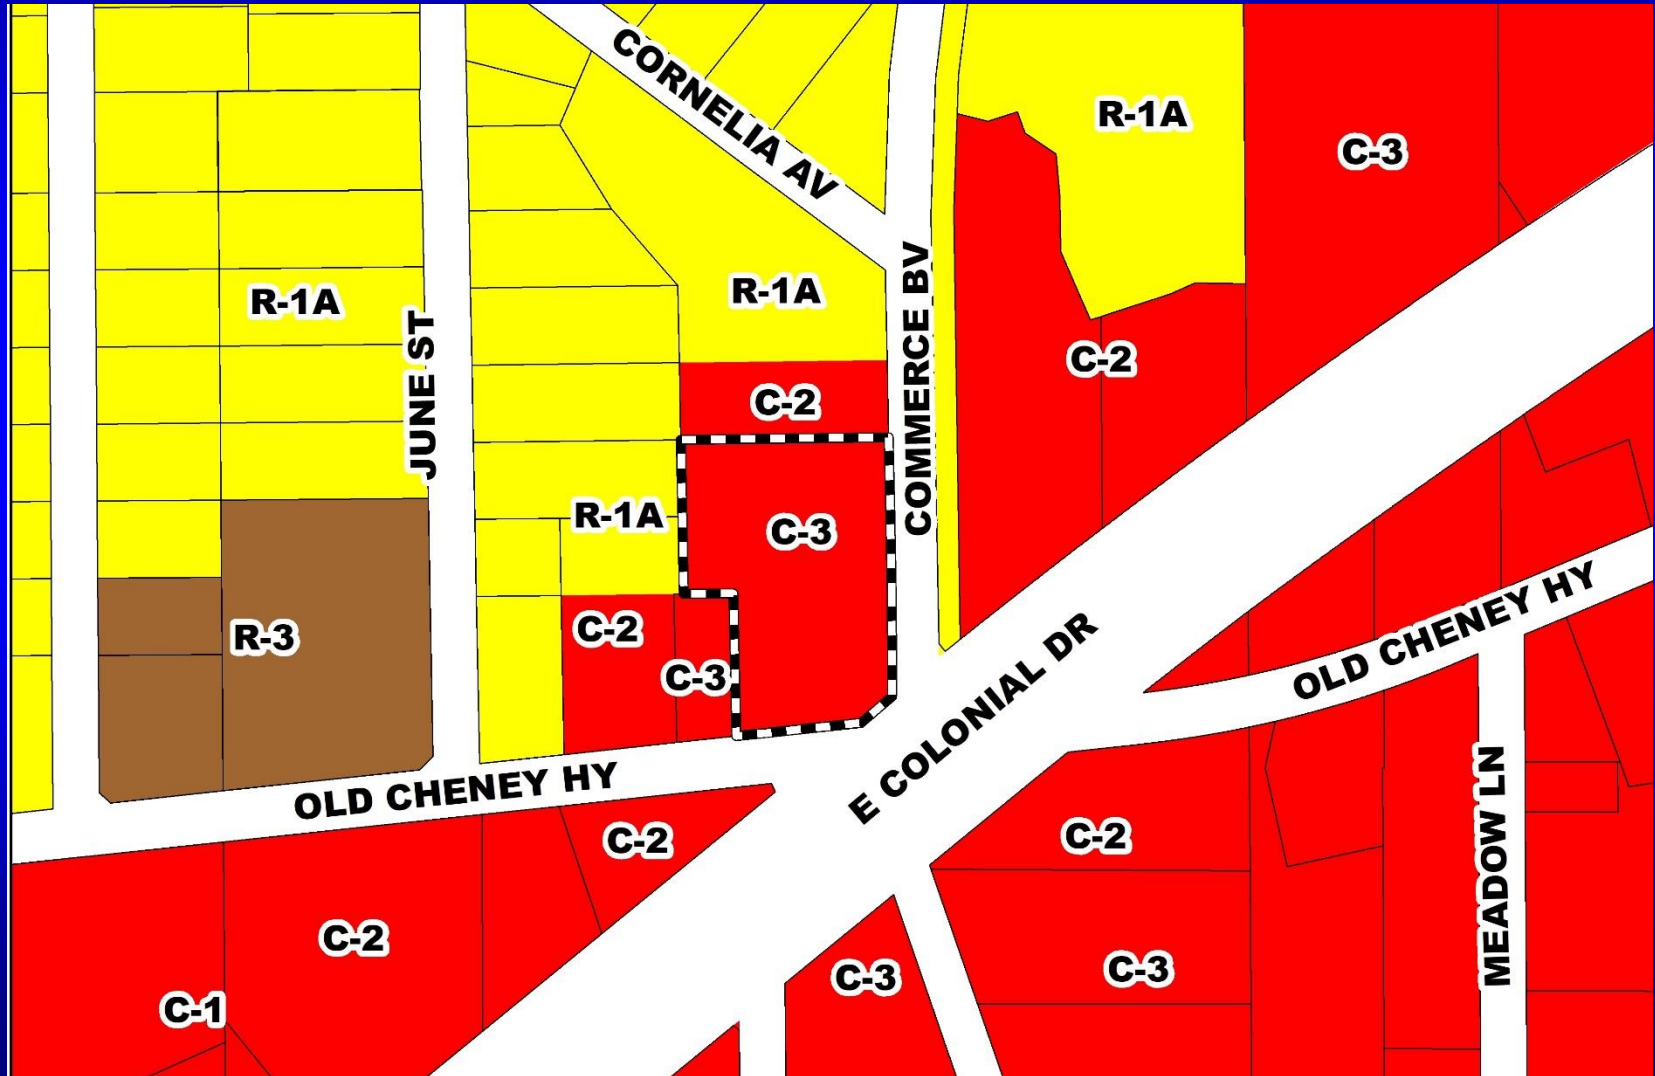 CORNELIA AV
R-1A
C-3
R-1A
R-1A
JUNE ST
COMMERCE BV
C-2
C-2
R-1A
C-3
C-2
R-3
C-3
OLD CHENEY HY
E COLONIAL DR
OLD CHENEY HY
C-2
C-2
MEADOW LN
C-2
C-3
C-3
C-1